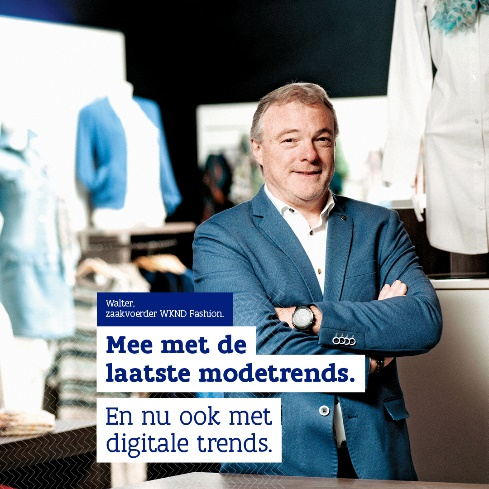 Walter,
zaakvoerder WKND Fashion.
Mee met de
laatste modetrends.
En nu ook met
digitale trends.